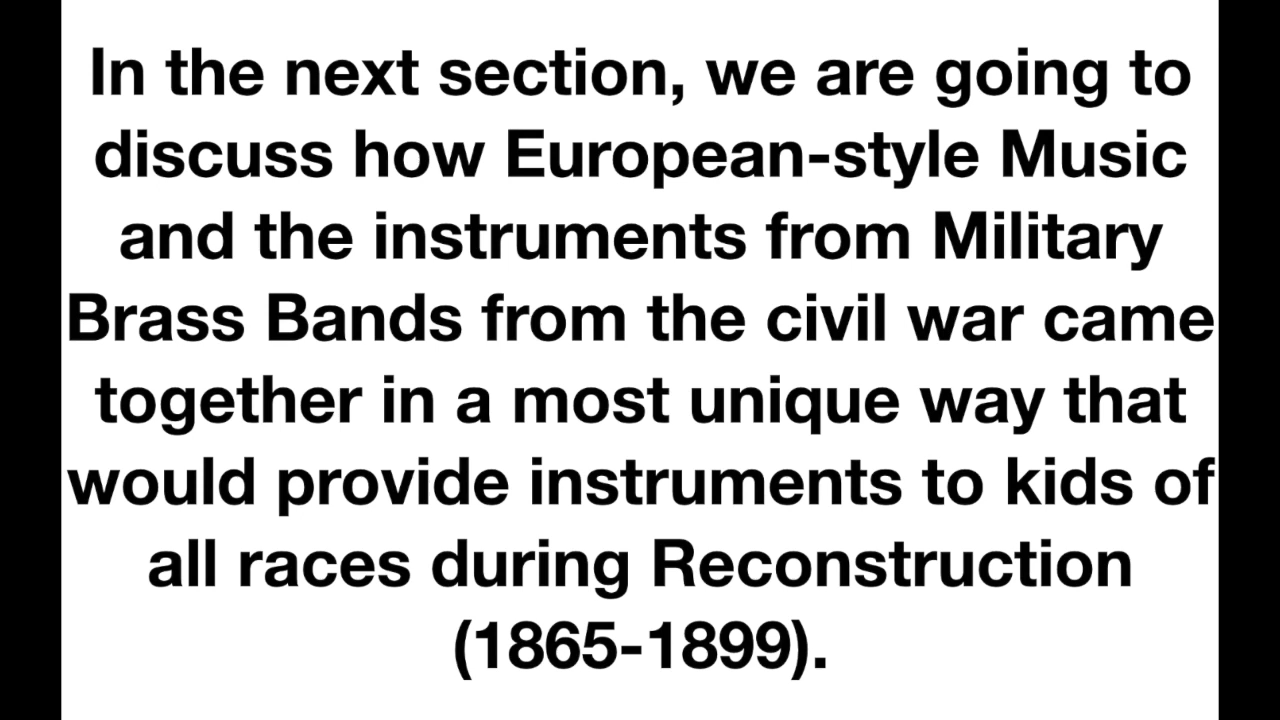 In the next section, we are going to
discuss how European-style Music
and the instruments from Military
Brass Bands from the civil war came
together in a most unique way that
would provide instruments to kids of
all races during Reconstruction
(1865-1899).